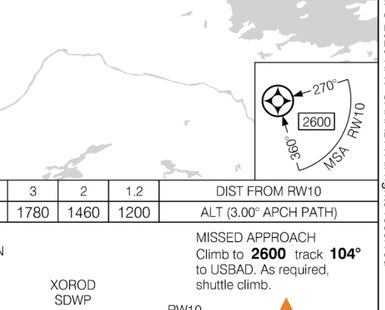 270°
2600
360°
MSA RW10
3 2 1.2 DIST FROM RW10
1780 1460 1200 ALT (3.00° APCH PATH)
MISSED APPROACH
Climb to 2600 track 104°
to USBAD. As required,
shuttle climb.
XOROD
SDWP
RW10